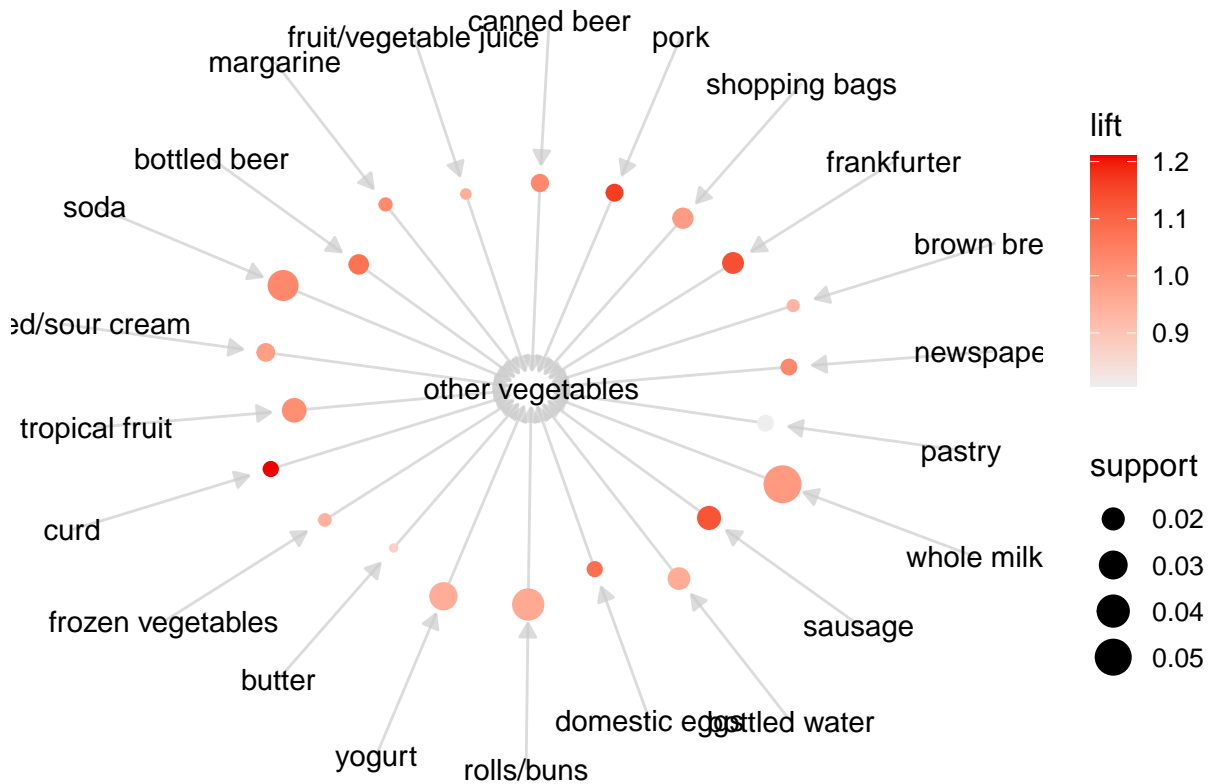 canned beer
fruit/vegetable juice
pork
margarine
shopping bags
lift
bottled beer
frankfurter
1.2
soda
1.1
brown bre
1.0
ed/sour cream
0.9
newspape
other vegetables
tropical fruit
pastry
support
curd
0.02
whole milk
0.03
frozen vegetables
sausage
0.04
butter
0.05
domestic eggs
bottled water
yogurt
rolls/buns